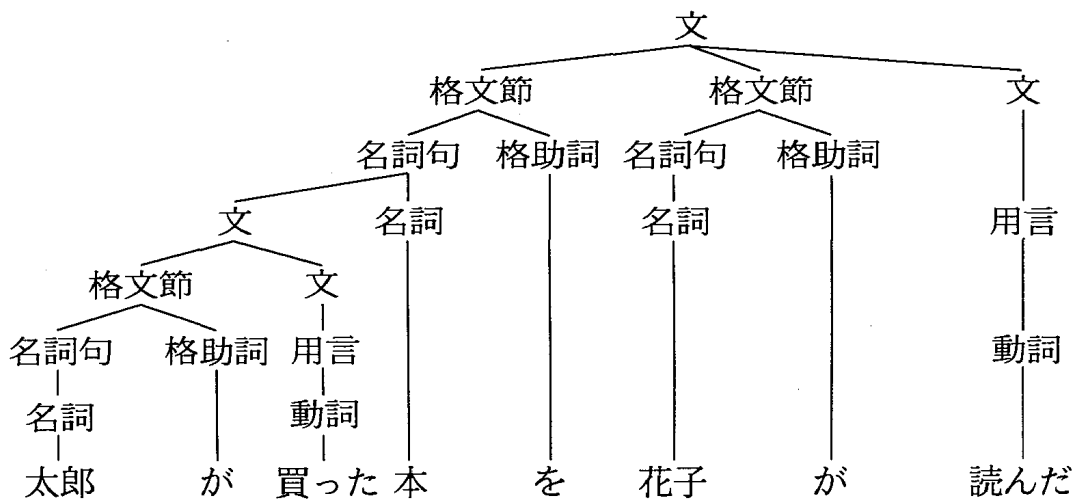 文
格文節 格文節 文
名詞句 格助詞 名詞句 格助詞
文 名詞 名詞 用言
格文節 文
名詞句 格助詞 用言 動詞
名詞 動詞
太郎 が 買った 本 を 花子 が 読んだ